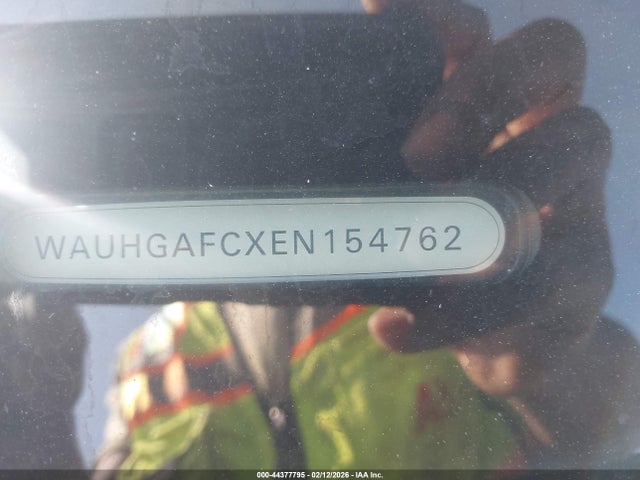 WAUHGAFCXEN154762
000-44377795 - 02/12/2026 - IAA Inc.